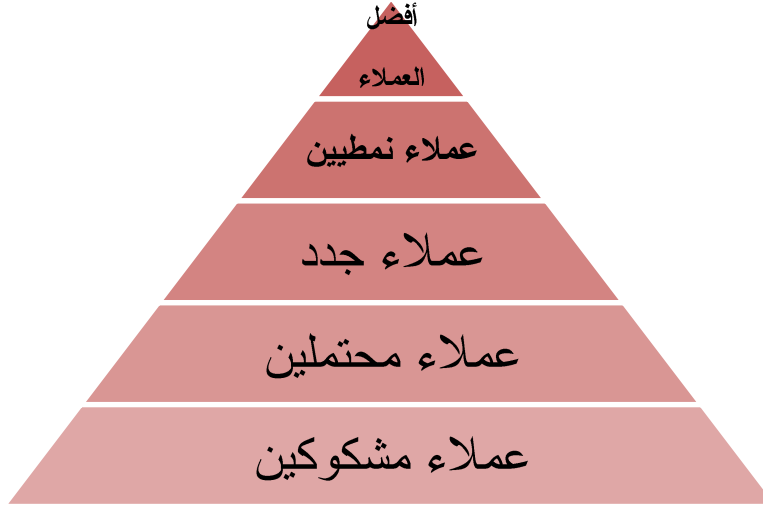 أفضل
العملاء
عملاء نمطيين
عملاء جدد
عملاء محتملين
عملاء مشكوكين